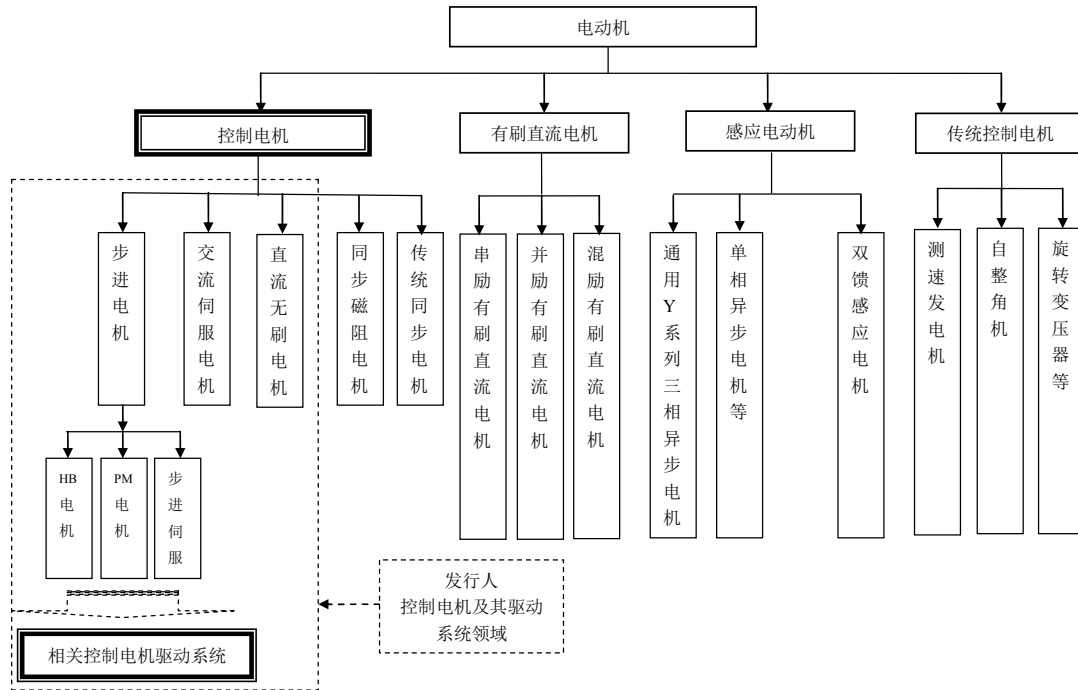 电动机
控制电机
有刷直流电机
感应电动机
传统控制电机
步进电机
交流伺服电机
直流无刷电机
同步磁阻电机
传统同步电机
串励有刷直流电机
并励有刷直流电机
混励有刷直流电机
通用Y系列三相异步电机
单相异步电机等
双馈感应电机
测速发电机
自整角机
旋转变压器等
HB电机
PM电机
步进伺服
发行人
控制电机及其驱动
系统领域
相关控制电机驱动系统